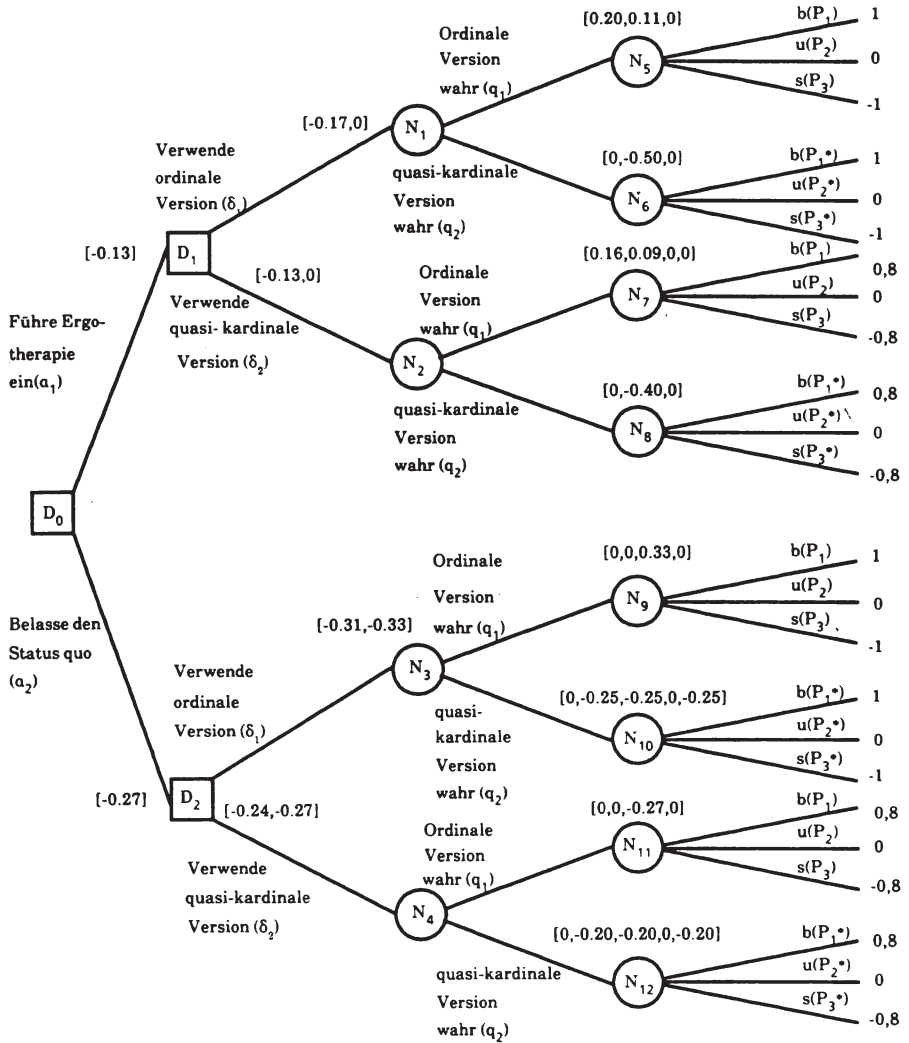 [0.20,0.11,0]
b(P₁) 1
u(P₂) 0
s(P₃) -1
N₅
Ordinale
Version
wahr (q₁)
[-0.17,0]
N₁
quasi-kardinale
Version
wahr (q₂)
[0,-0.50,0]
b(P₁*) 1
u(P₂*) 0
s(P₃*) -1
N₆
Verwende
ordinale
Version (δ₁)
[-0.13]
D₁
[-0.13,0]
Verwende
quasi- kardinale
Version (δ₂)
Ordinale
Version
wahr (q₁)
[0.16,0.09,0,0]
b(P₁) 0,8
u(P₂) 0
s(P₃) -0,8
N₇
N₂
quasi-kardinale
Version
wahr (q₂)
[0,-0.40,0]
b(P₁*) 0,8
u(P₂*) 0
s(P₃*) -0,8
N₈
Führe Ergo-
therapie
ein(a₁)
D₀
Belasse den
Status quo
(a₂)
Ordinale
Version
wahr (q₁)
[0,0,0.33,0]
b(P₁) 1
u(P₂) 0
s(P₃) -1
N₉
[-0.31,-0.33]
N₃
quasi-
kardinale
Version
wahr (q₂)
[0,-0.25,-0.25,0,-0.25]
b(P₁*) 1
u(P₂*) 0
s(P₃*) -1
N₁₀
Verwende
ordinale
Version (δ₁)
[-0.27]
D₂
[-0.24,-0.27]
Verwende
quasi-kardinale
Version (δ₂)
Ordinale
Version
wahr (q₁)
[0,0,-0.27,0]
b(P₁) 0,8
u(P₂) 0
s(P₃) -0,8
N₁₁
N₄
quasi-kardinale
Version
wahr (q₂)
[0,-0.20,-0.20,0,-0.20]
b(P₁*) 0,8
u(P₂*) 0
s(P₃*) -0,8
N₁₂